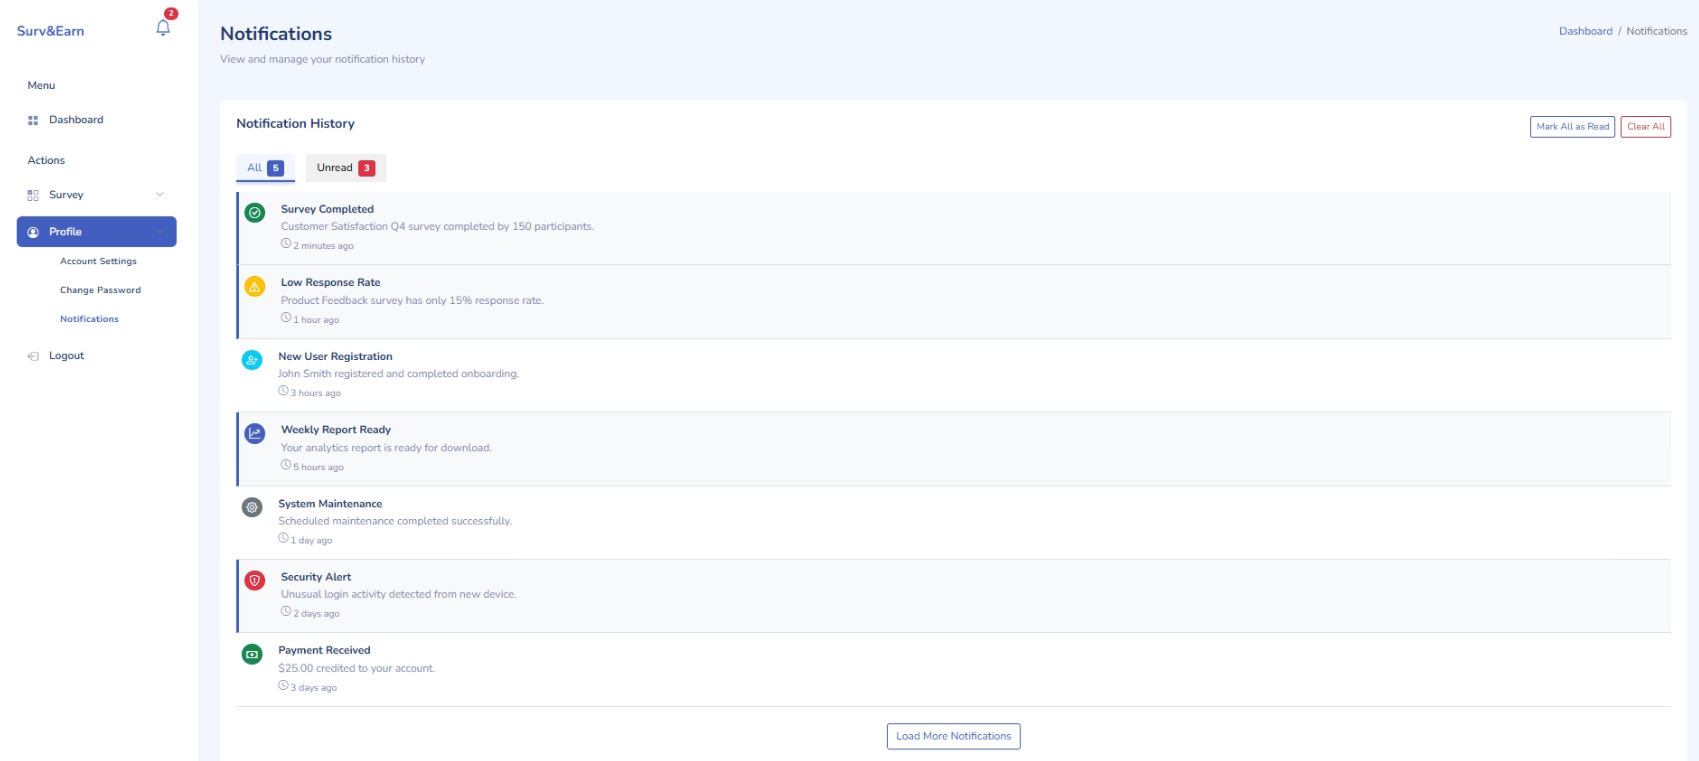 Surv&Earn
2
Menu
Dashboard
Actions
Survey
Profile
Account Settings
Change Password
Notifications
Logout
Notifications
View and manage your notification history
Dashboard / Notifications
Notification History
Mark All as Read
Clear All
All 5
Unread 3
Survey Completed
Customer Satisfaction Q4 survey completed by 150 participants.
2 minutes ago
Low Response Rate
Product Feedback survey has only 15% response rate.
1 hour ago
New User Registration
John Smith registered and completed onboarding.
3 hours ago
Weekly Report Ready
Your analytics report is ready for download.
5 hours ago
System Maintenance
Scheduled maintenance completed successfully.
1 day ago
Security Alert
Unusual login activity detected from new device.
2 days ago
Payment Received
$25.00 credited to your account.
3 days ago
Load More Notifications